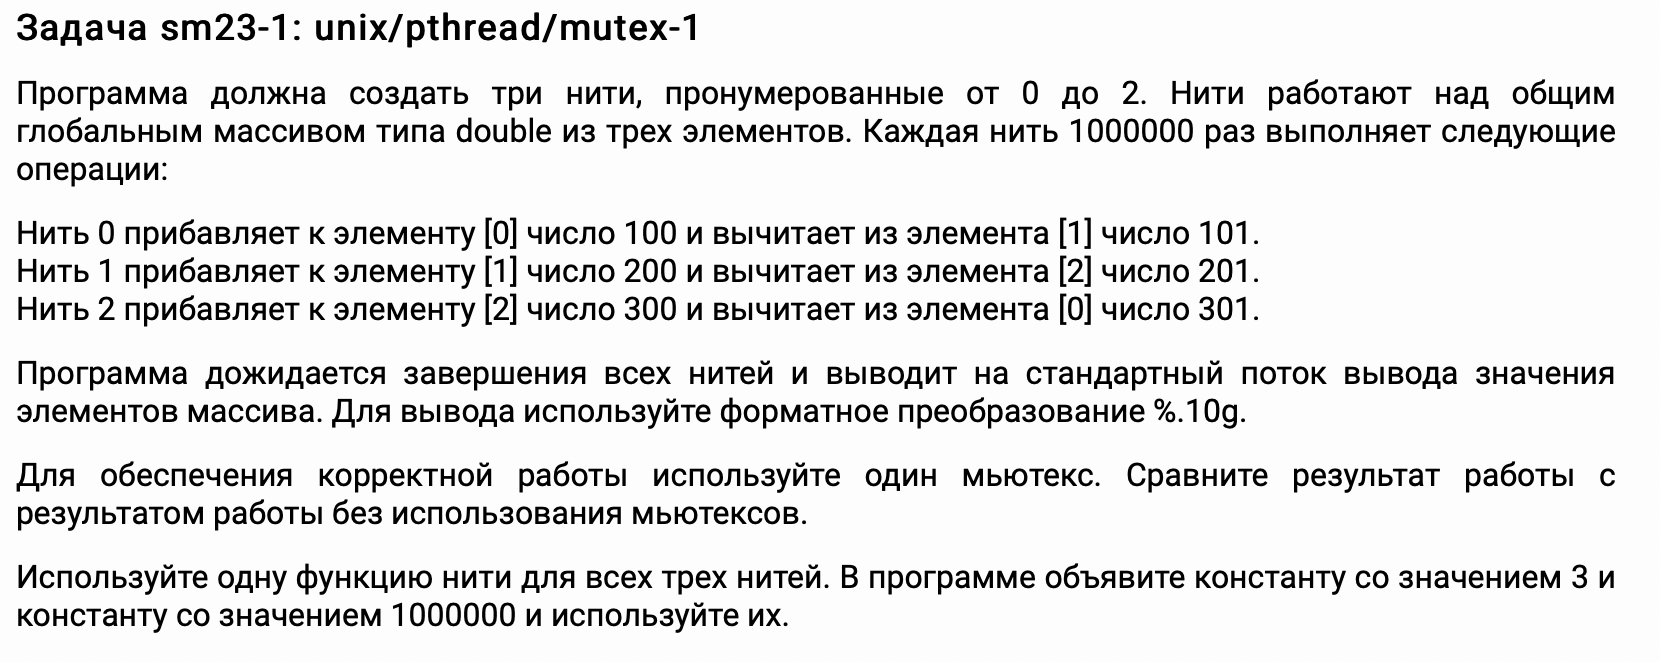 Задача sm23-1: unix/pthread/mutex-1
Программа должна создать три нити, пронумерованные от 0 до 2. Нити работают над общим
глобальным массивом типа double из трех элементов. Каждая нить 1000000 раз выполняет следующие
операции:
Нить 0 прибавляет к элементу [0] число 100 и вычитает из элемента [1] число 101.
Нить 1 прибавляет к элементу [1] число 200 и вычитает из элемента [2] число 201.
Нить 2 прибавляет к элементу [2] число 300 и вычитает из элемента [0] число 301.
Программа дожидается завершения всех нитей и выводит на стандартный поток вывода значения
элементов массива. Для вывода используйте форматное преобразование %.10g.
Для обеспечения корректной работы используйте один мьютекс. Сравните результат работы с
результатом работы без использования мьютексов.
Используйте одну функцию нити для всех трех нитей. В программе объявите константу со значением 3 и
константу со значением 1000000 и используйте их.